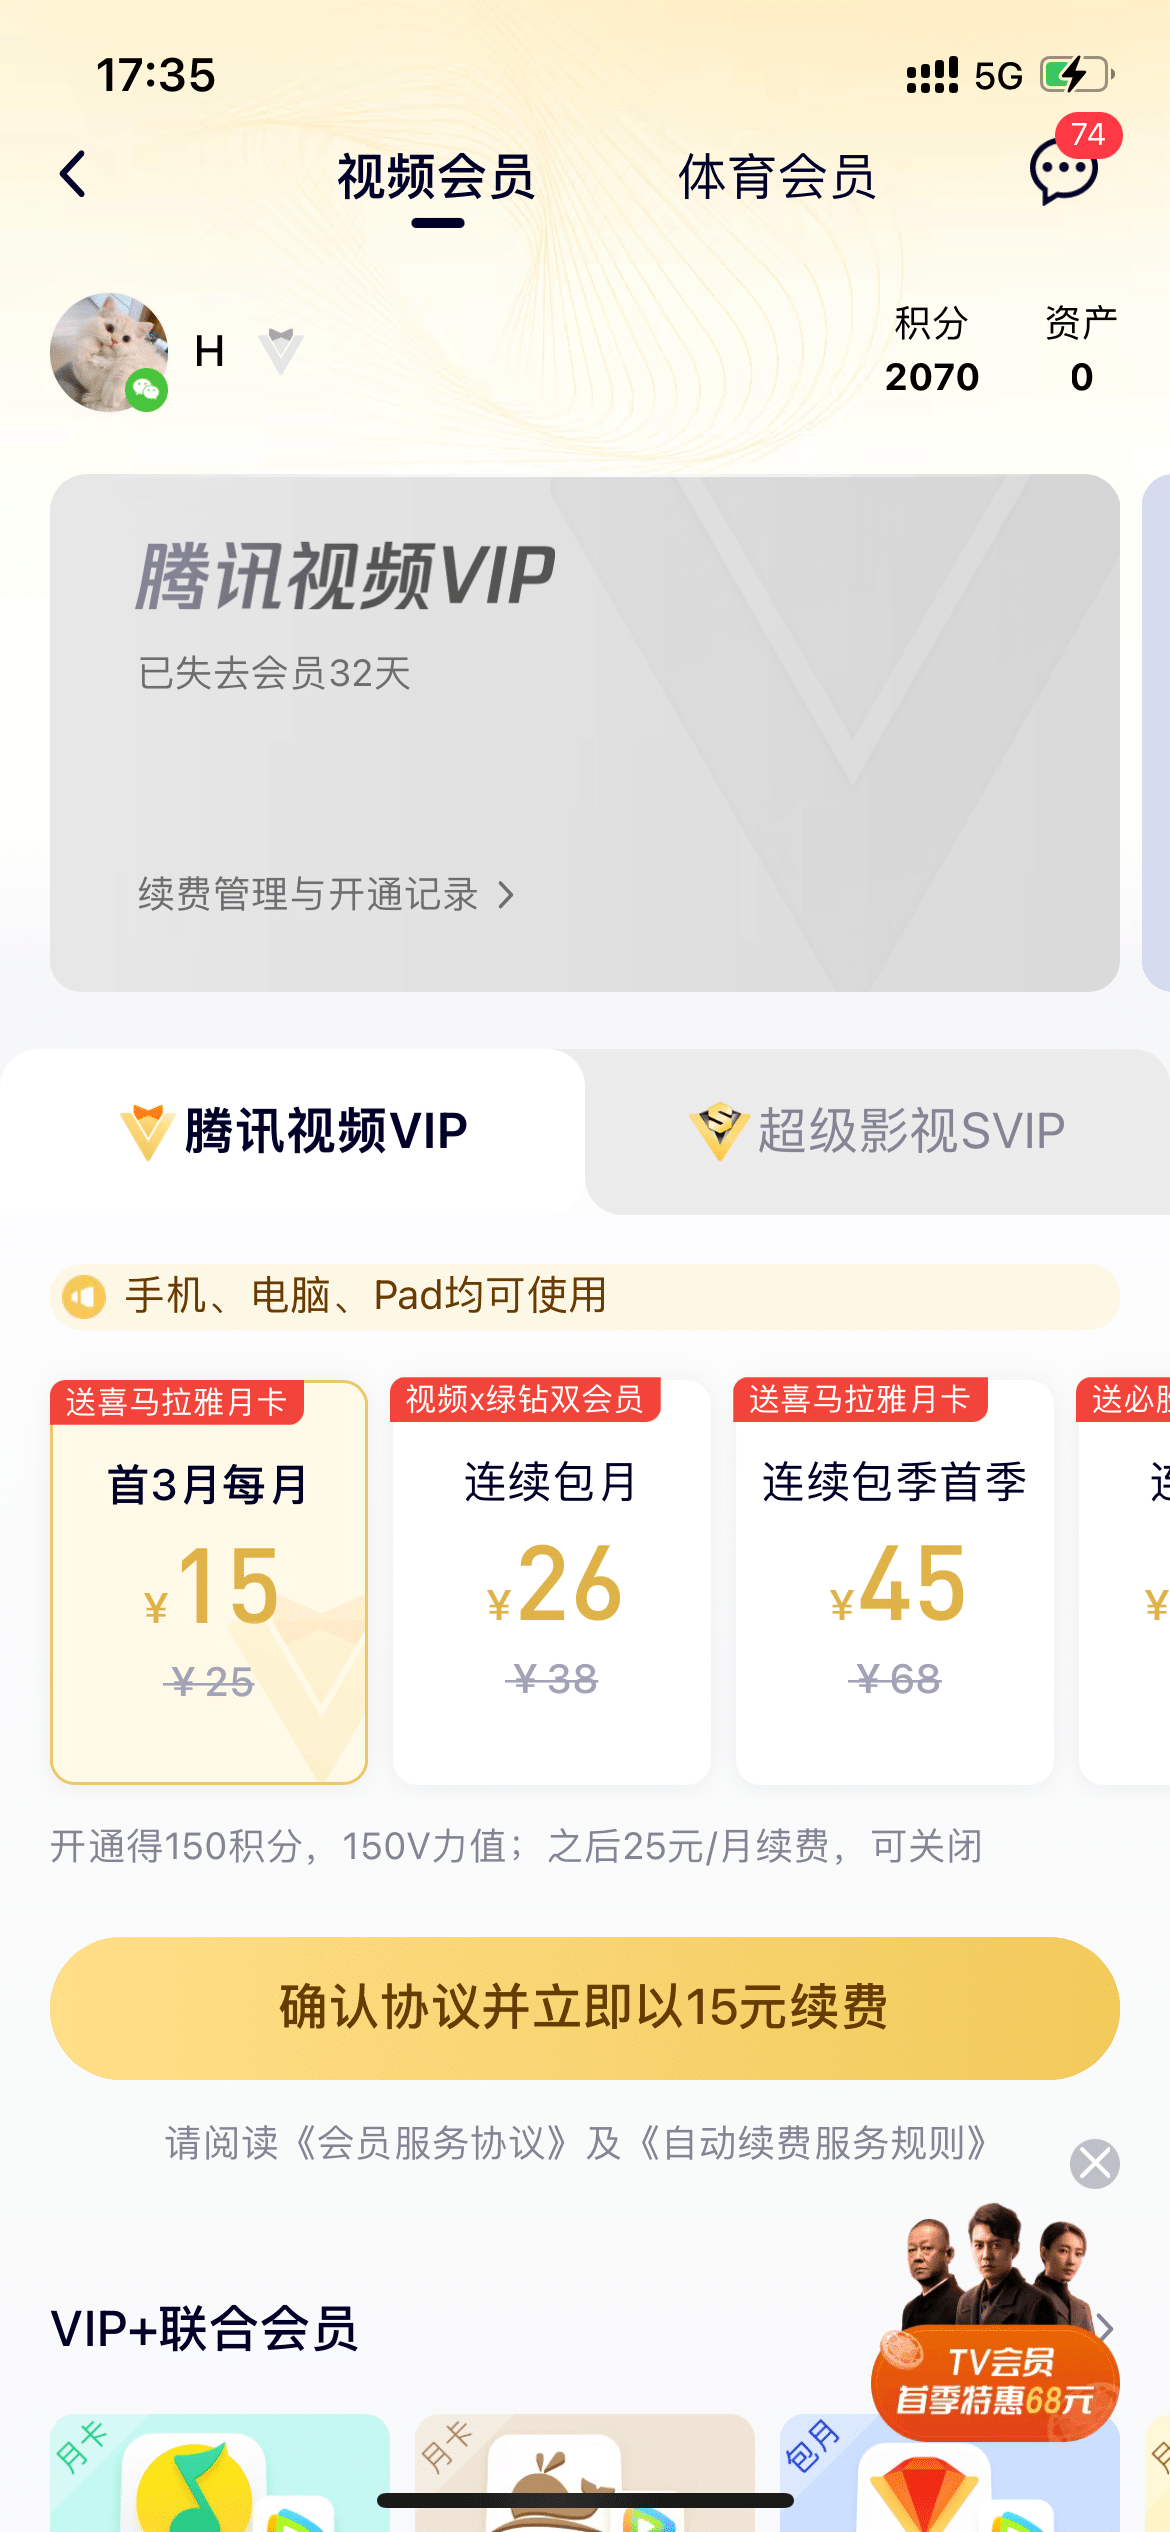 17:35
5G
74
视频会员
体育会员
H
积分
资产
2070
0
腾讯视频VIP
已失去会员32天
续费管理与开通记录
腾讯视频VIP
超级影视SVIP
手机、电脑、Pad均可使用
送喜马拉雅月卡
视频x绿钻双会员
送喜马拉雅月卡
送必
首3月每月
连续包月
连续包季首季
¥15
¥26
¥45
¥
¥25
¥38
¥68
开通得150积分，150V力值；之后25元/月续费，可关闭
确认协议并立即以15元续费
请阅读《会员服务协议》及《自动续费服务规则》
VIP+联合会员
TV会员
首季特惠68元
月卡
月卡
包月